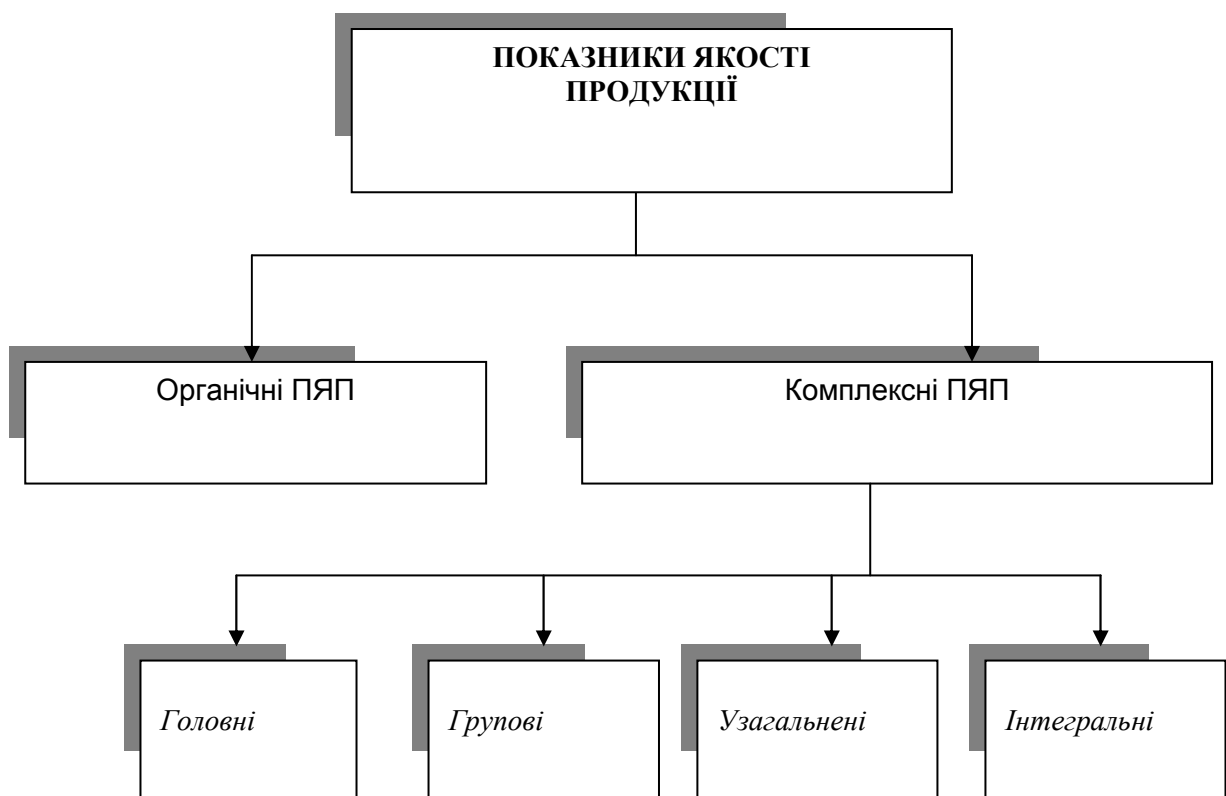 ПОКАЗНИКИ ЯКОСТІ
ПРОДУКЦІЇ
Органічні ПЯП
Комплексні ПЯП
Головні
Групові
Узагальнені
Інтегральні